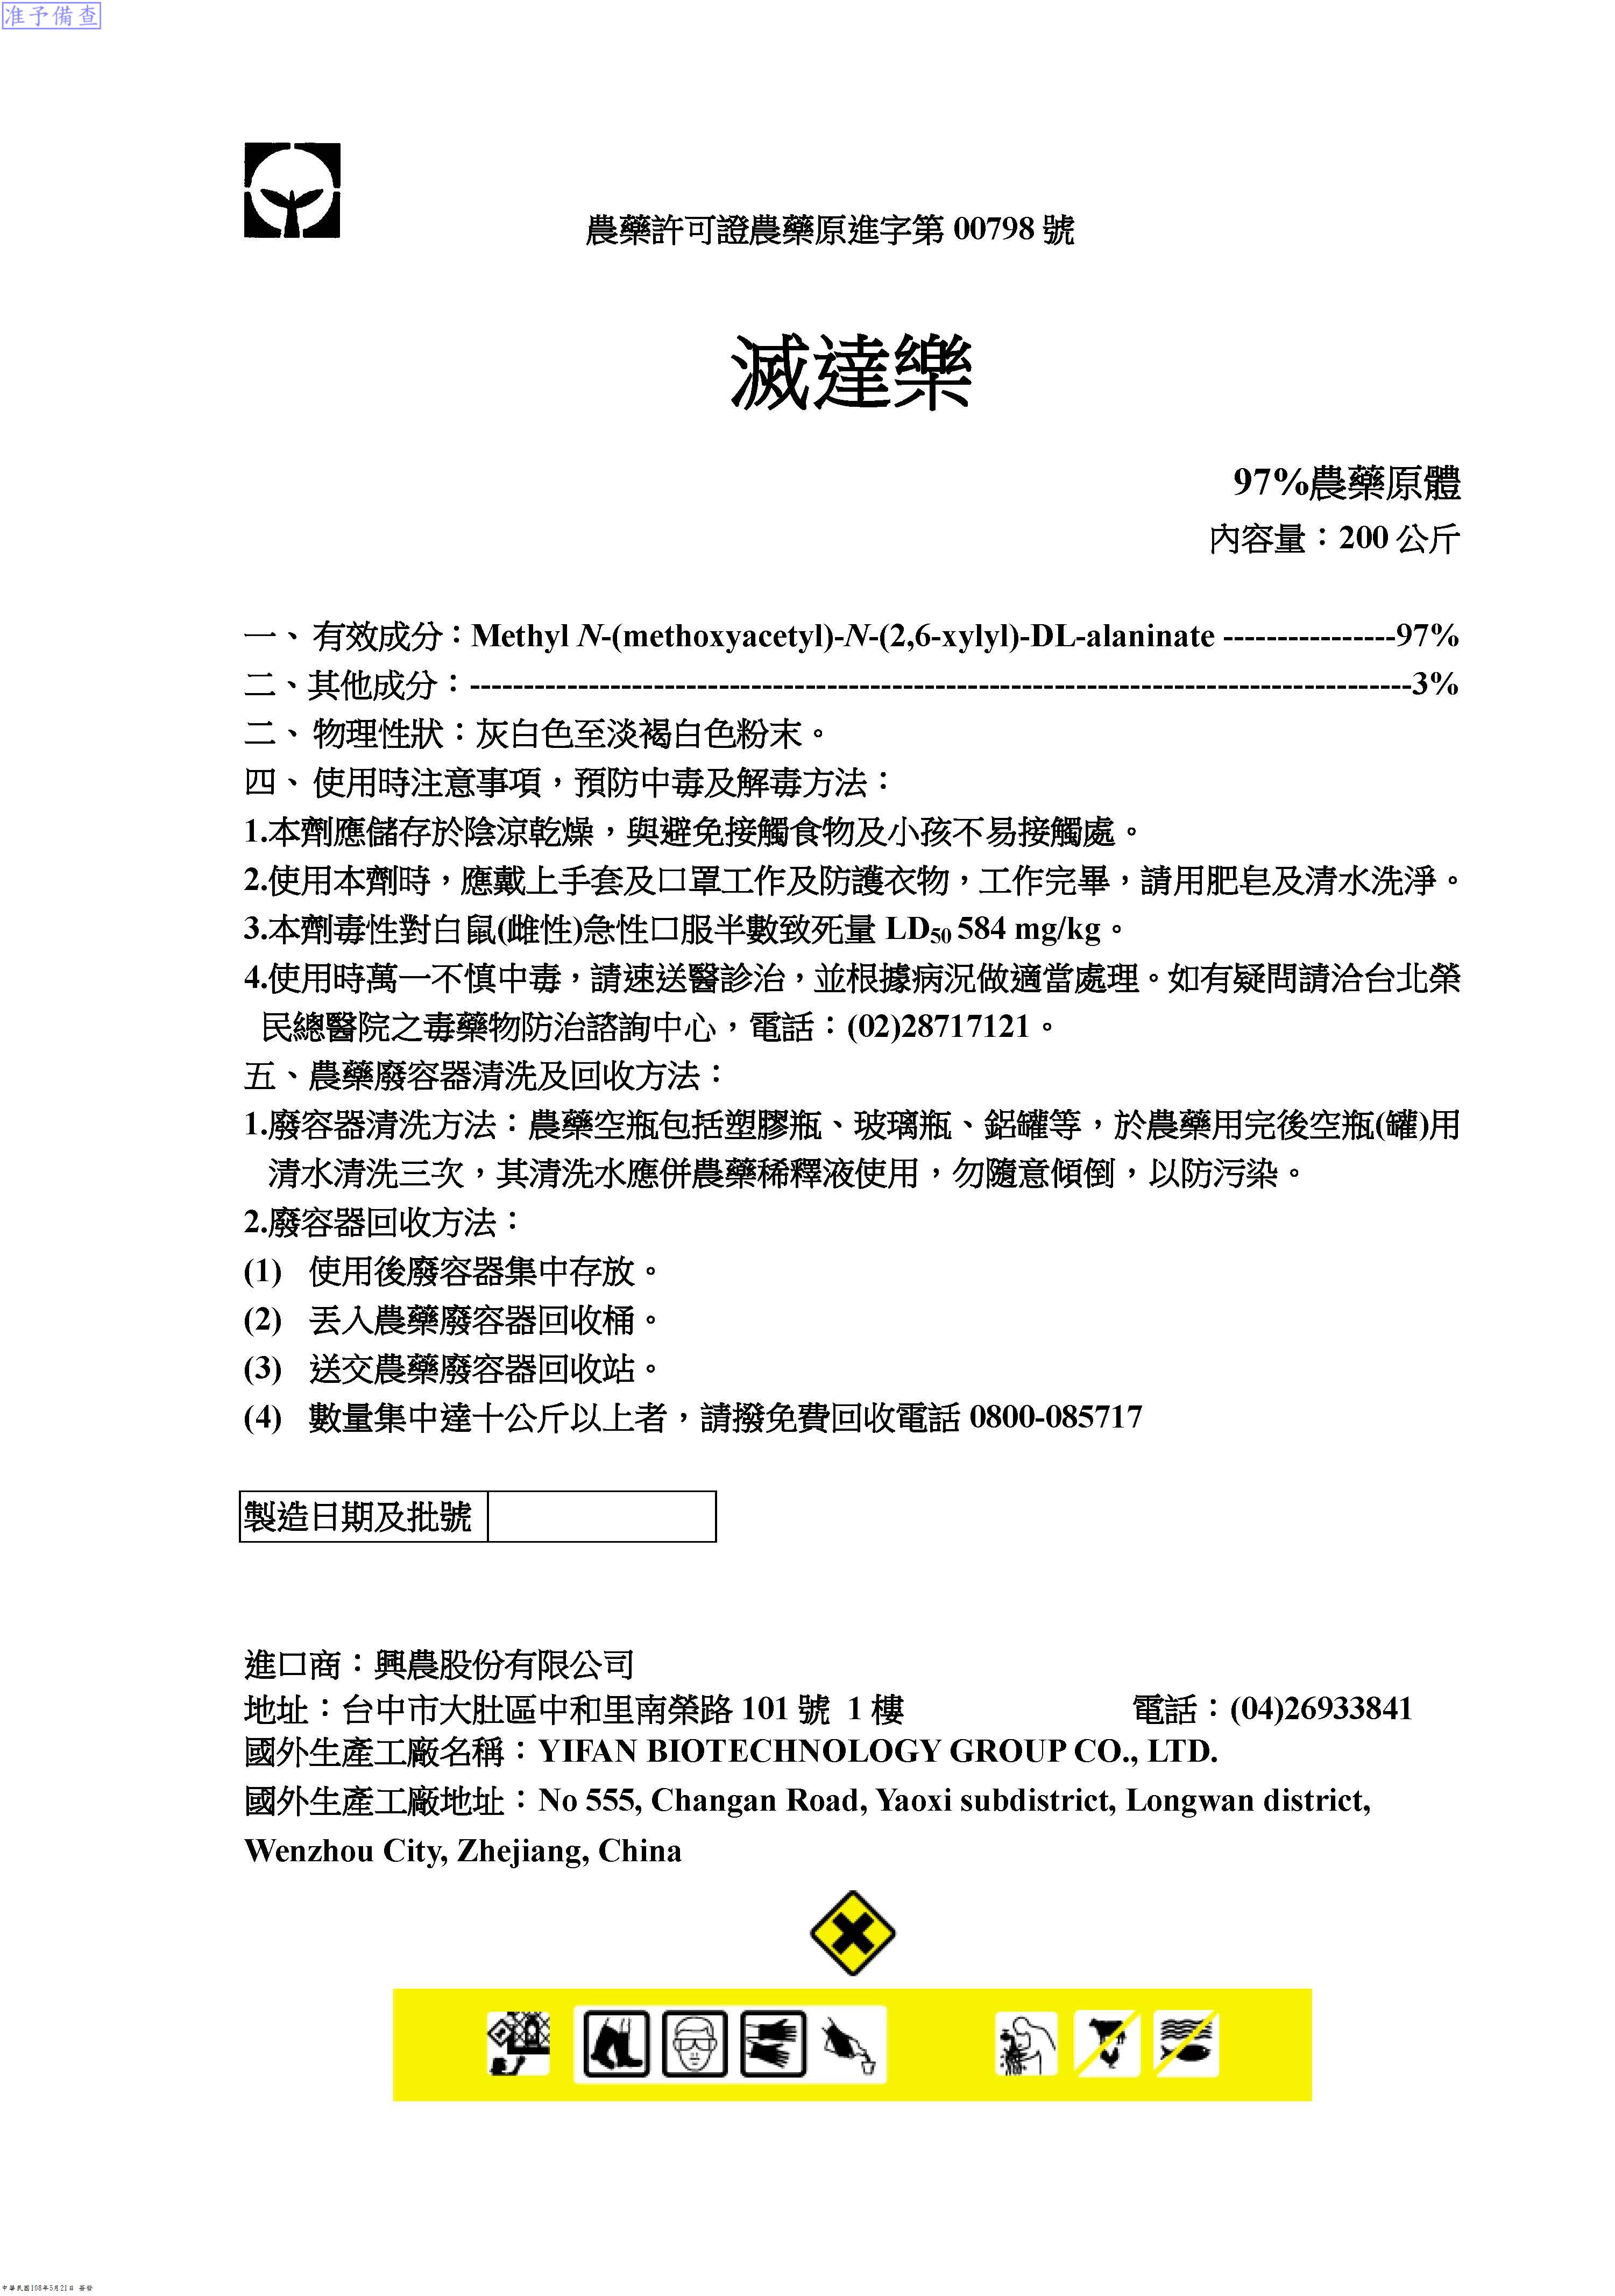 准予備查
農藥許可證農藥原進字第 00798 號
滅達樂
97%農藥原體
內容量：200 公斤
一、 有效成分：Methyl N-(methoxyacetyl)-N-(2,6-xylyl)-DL-alaninate ----------------97%
二、其他成分：----------------------------------------------------------------------------------------3%
二、 物理性狀：灰白色至淡褐白色粉末。
四、 使用時注意事項，預防中毒及解毒方法：
1.本劑應儲存於陰涼乾燥，與避免接觸食物及小孩不易接觸處。
2.使用本劑時，應戴上手套及口罩工作及防護衣物，工作完畢，請用肥皂及清水洗淨。
3.本劑毒性對白鼠(雌性)急性口服半數致死量 LD50 584 mg/kg。
4.使用時萬一不慎中毒，請速送醫診治，並根據病況做適當處理。如有疑問請洽台北榮
民總醫院之毒藥物防治諮詢中心，電話：(02)28717121。
五、農藥廢容器清洗及回收方法：
1.廢容器清洗方法：農藥空瓶包括塑膠瓶、玻璃瓶、鋁罐等，於農藥用完後空瓶(罐)用
清水清洗三次，其清洗水應併農藥稀釋液使用，勿隨意傾倒，以防污染。
2.廢容器回收方法：
(1) 使用後廢容器集中存放。
(2) 丟入農藥廢容器回收桶。
(3) 送交農藥廢容器回收站。
(4) 數量集中達十公斤以上者，請撥免費回收電話 0800-085717
製造日期及批號
進口商：興農股份有限公司
地址：台中市大肚區中和里南榮路 101 號 1 樓 電話：(04)26933841
國外生產工廠名稱：YIFAN BIOTECHNOLOGY GROUP CO., LTD.
國外生產工廠地址：No 555, Changan Road, Yaoxi subdistrict, Longwan district,
Wenzhou City, Zhejiang, China
中華民國108年5月21日 簽發